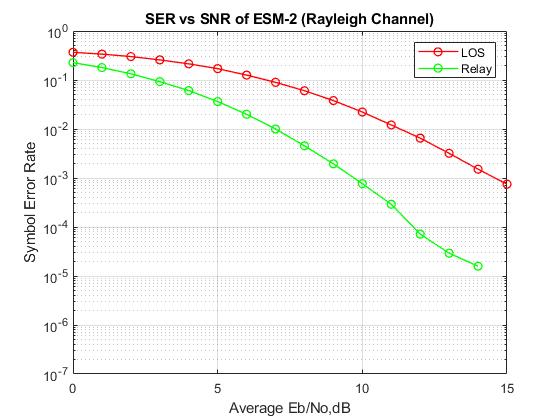 SER vs SNR of ESM-2 (Rayleigh Channel)
10^0
10^-1
10^-2
10^-3
10^-4
10^-5
10^-6
10^-7
Symbol Error Rate
LOS
Relay
0 5 10 15
Average Eb/No,dB